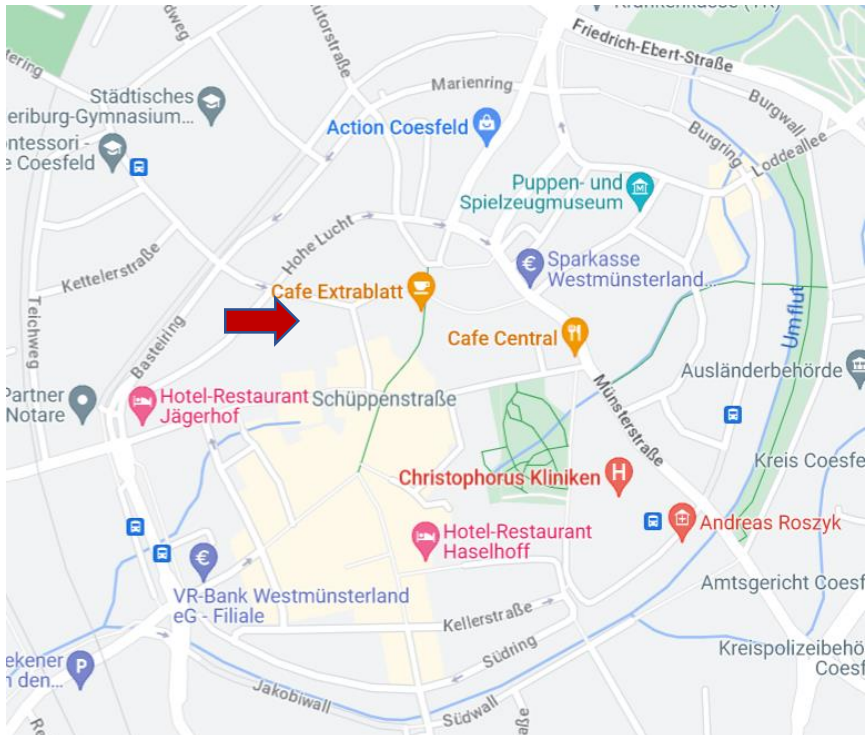 Friedrich-Ebert-Straße
Städtisches
eriburg-Gymnasium...
Marienring
Burgwall
Action Coesfeld
Burgring
Loddeallee
ontessori -
e Coesfeld
Puppen- und
Spielzeugmuseum
Hohe Lucht
Sparkasse
Westmünsterland...
Kettelerstraße
Cafe Extrablatt
Umflut
Teichweg
Basteiring
Cafe Central
Ausländerbehörde
Partner
Notare
Hotel-Restaurant
Jägerhof
Schüppenstraße
Münsterstraße
Kreis Coesfe
Christophorus Kliniken
H
Andreas Roszyk
Hotel-Restaurant
Haselhoff
€
VR-Bank Westmünsterland
eG - Filiale
Amtsgericht Coesf
Kellerstraße
Südring
Kreispolizeibehö
Coesf
ekener
n den...
P
Jakobiwall
Südwall